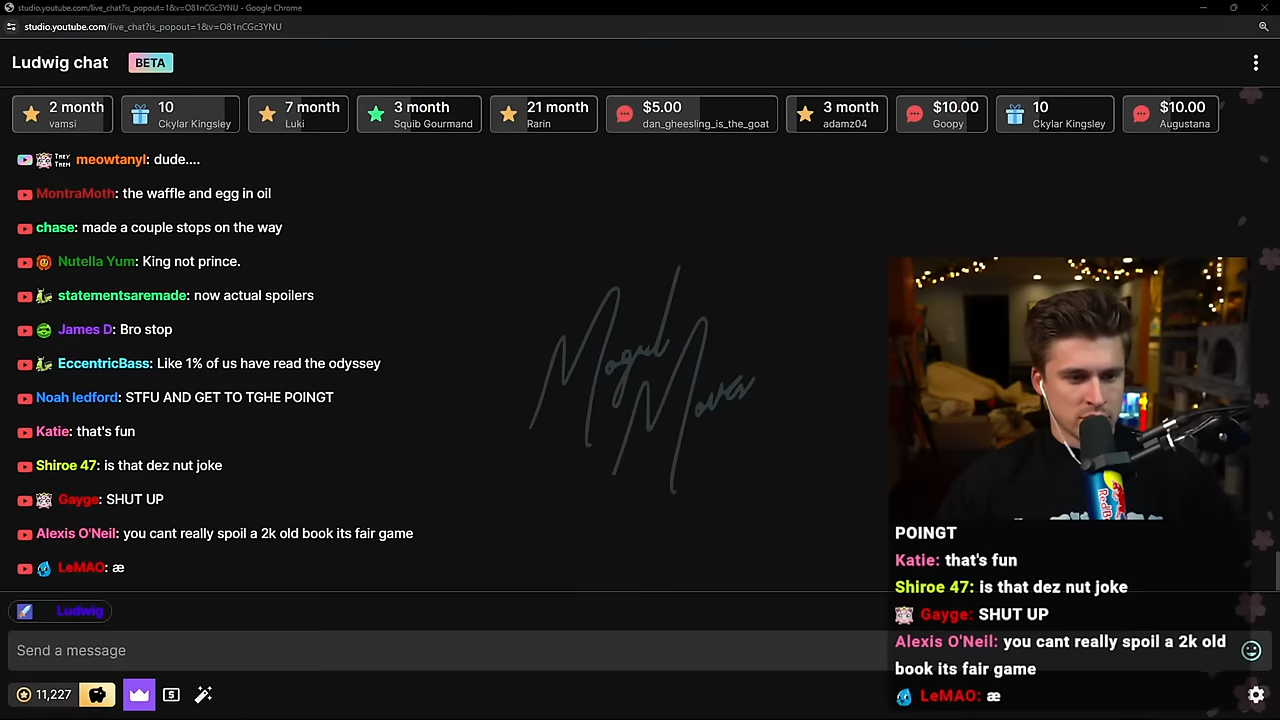 studio.youtube.com/live_chat?is_popout=1&v=O81nCGc3YNU - Google Chrome
studio.youtube.com/live_chat?is_popout=1&v=O81nCGc3YNU
Ludwig chat BETA
2 month
vamsi
10
Ckylar Kingsley
7 month
Luki
3 month
Squib Gourmand
21 month
Rarin
$5.00
dan_gheesling_is_the_goat
3 month
adamz04
$10.00
Goopy
10
Ckylar Kingsley
$10.00
Augustana
THEY THEM meowtanyl: dude....
MontraMoth: the waffle and egg in oil
chase: made a couple stops on the way
Nutella Yum: King not prince.
statementsaremade: now actual spoilers
James D: Bro stop
EccentricBass: Like 1% of us have read the odyssey
Noah ledford: STFU AND GET TO TGHE POINGT
Katie: that's fun
Shiroe 47: is that dez nut joke
Gayge: SHUT UP
Alexis O'Neil: you cant really spoil a 2k old book its fair game
LeMAO: æ
Ludwig
Send a message
11,227
Mogul
Moves
Red Bull
POINGT
Katie: that's fun
Shiroe 47: is that dez nut joke
Gayge: SHUT UP
Alexis O'Neil: you cant really spoil a 2k old
book its fair game
LeMAO: æ